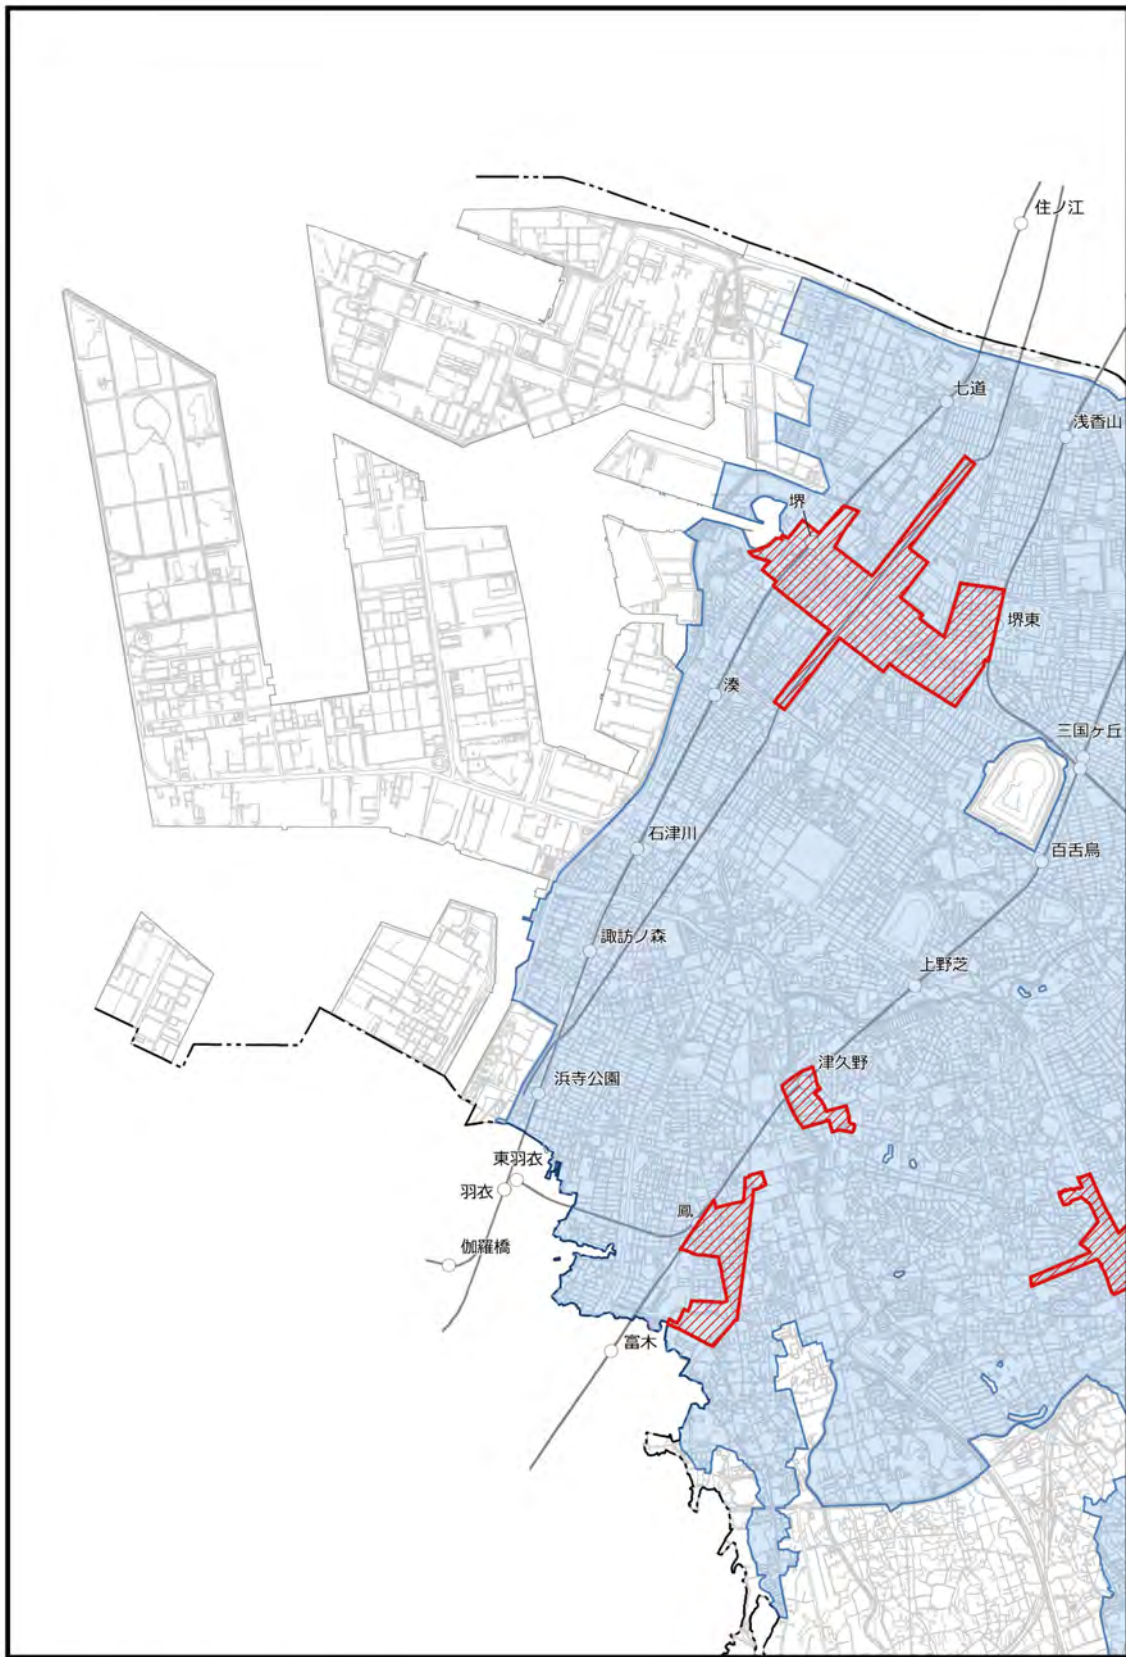 住ノ江
七道
浅香山
堺
堺東
湊
三国ヶ丘
石津川
百舌鳥
諏訪ノ森
上野芝
津久野
浜寺公園
東羽衣
羽衣
鳳
伽羅橋
富木